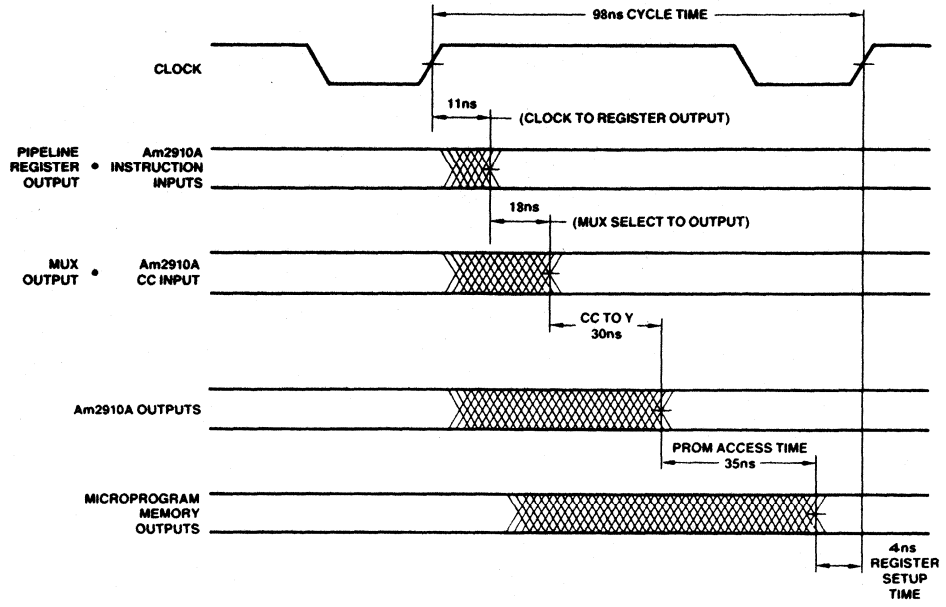 98ns CYCLE TIME
CLOCK
11ns
(CLOCK TO REGISTER OUTPUT)
PIPELINE
REGISTER
OUTPUT
•
Am2910A
INSTRUCTION
INPUTS
18ns
(MUX SELECT TO OUTPUT)
MUX
OUTPUT
•
Am2910A
CC INPUT
CC TO Y
30ns
Am2910A OUTPUTS
PROM ACCESS TIME
35ns
MICROPROGRAM
MEMORY
OUTPUTS
4ns
REGISTER
SETUP
TIME